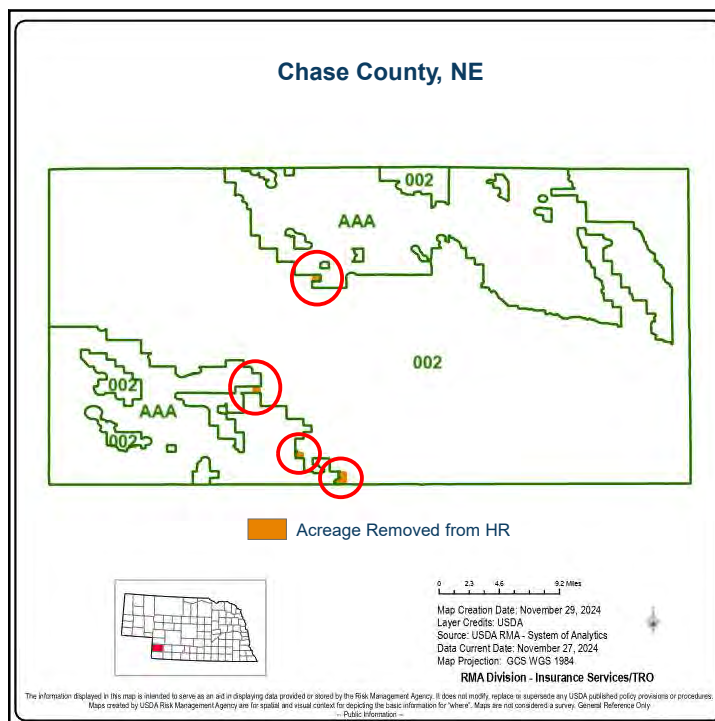 Chase County, NE
002
AAA
002
002
AAA
002
Acreage Removed from HR
0 2.3 4.6 9.2 Miles
Map Creation Date: November 29, 2024
Layer Credits: USDA
Source: USDA RMA - System of Analytics
Data Current Date: November 27, 2024
Map Projection: GCS WGS 1984
RMA Division - Insurance Services/TRO
The information displayed in this map is intended to serve as an aid in displaying data provided or stored by the Risk Management Agency. It does not modify, replace or supersede any USDA published policy provisions or procedures.
Maps created by USDA Risk Management Agency are for spatial and visual context for depicting the basic information for "where". Maps are not considered a survey. General Reference Only
-- Public Information --